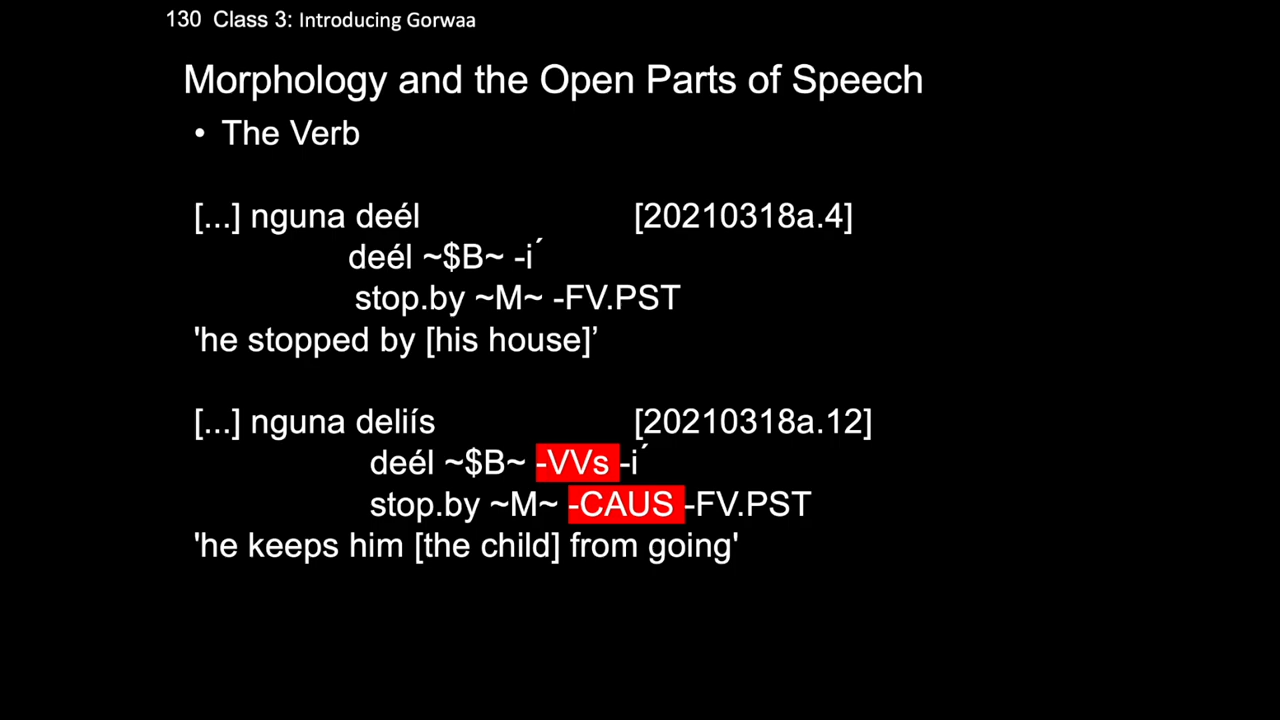 130 Class 3: Introducing Gorwaa
Morphology and the Open Parts of Speech
• The Verb
[...] nguna deél [20210318a.4]
deél ~$B~ -i´
stop.by ~M~ -FV.PST
'he stopped by [his house]’
[...] nguna deliís [20210318a.12]
deél ~$B~ -VVs -i´
stop.by ~M~ -CAUS -FV.PST
'he keeps him [the child] from going'